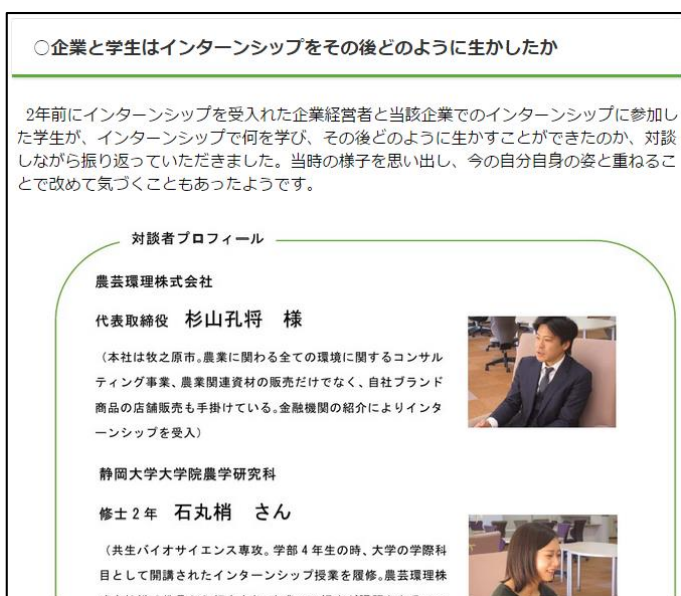 ○企業と学生はインターンシップをその後どのように生かしたか
2年前にインターンシップを受入れた企業経営者と当該企業でのインターンシップに参加し
た学生が、インターンシップで何を学び、その後どのように生かすことができたのか、対談
しながら振り返っていただきました。当時の様子を思い出し、今の自分自身の姿と重ねるこ
とで改めて気づくこともあったようです。
対談者プロフィール
農芸環理株式会社
代表取締役 杉山孔将 様
（本社は牧之原市。農業に関わる全ての環境に関するコンサル
ティング事業、農業関連資材の販売だけでなく、自社ブランド
商品の店舗販売も手掛けている。金融機関の紹介によりインタ
ーンシップを受入）
静岡大学大学院農学研究科
修士2年 石丸梢 さん
（共生バイオサイエンス専攻。学部4年生の時、大学の学際科
目として開講されたインターンシップ授業を履修。農芸環理株